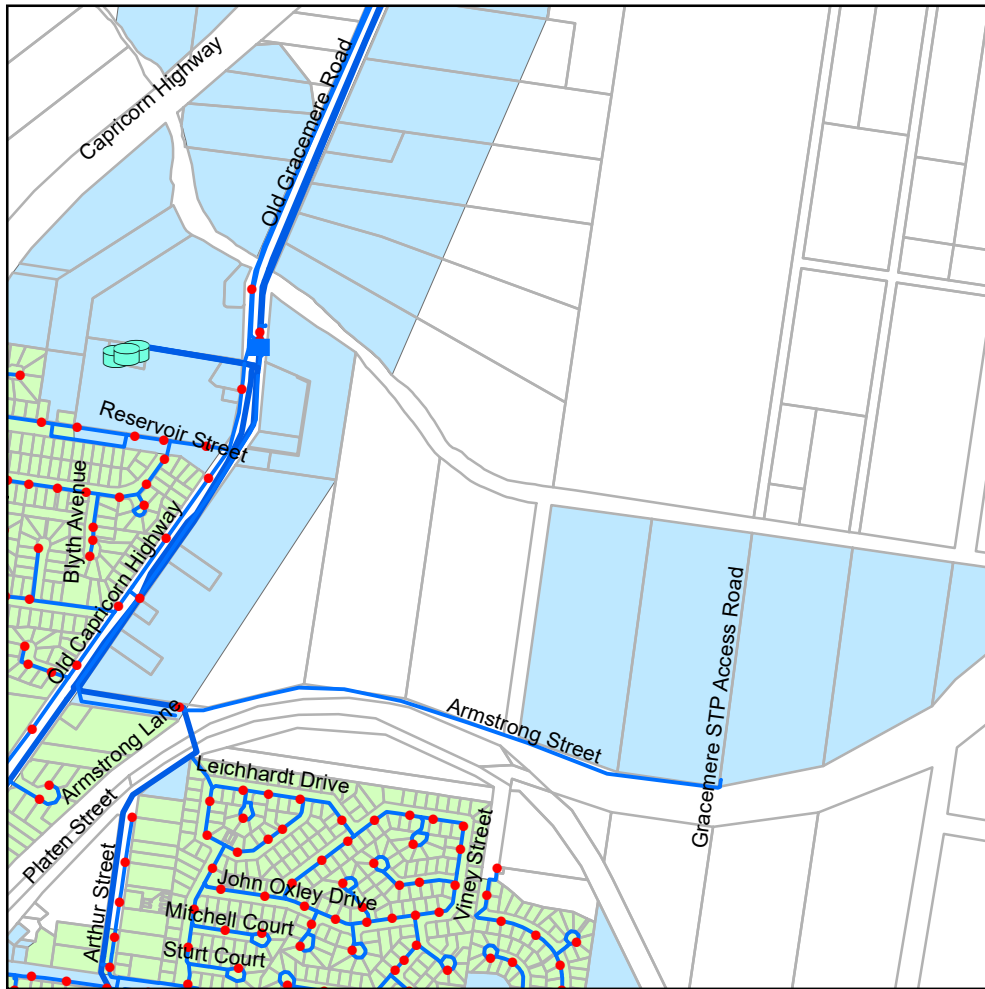 Capricorn Highway
Old Gracemere Road
Reservoir Street
Blyth Avenue
Old Capricorn Highway
Gracemere STP Access Road
Armstrong Lane
Armstrong Street
Leichhardt Drive
Platen Street
Viney Street
John Oxley Drive
Arthur Street
Mitchell Court
Sturt Court